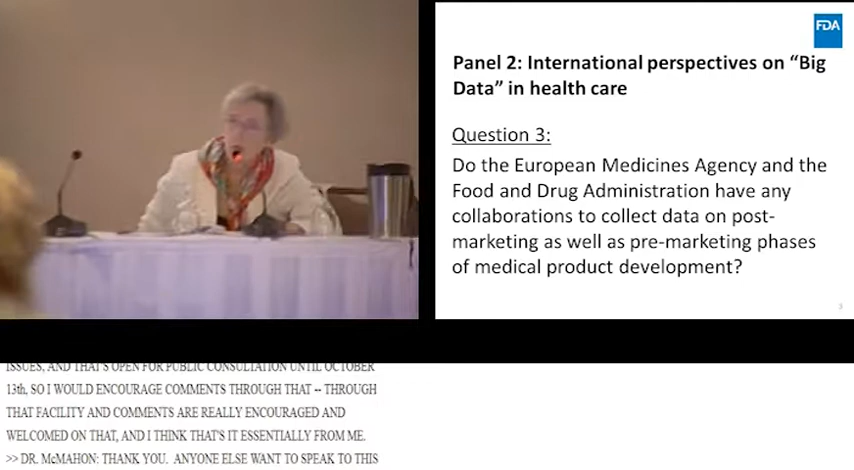 FDA
Panel 2: International perspectives on “Big
Data” in health care
Question 3:
Do the European Medicines Agency and the
Food and Drug Administration have any
collaborations to collect data on post-
marketing as well as pre-marketing phases
of medical product development?
3
ISSUES, AND THAT'S OPEN FOR PUBLIC CONSULTATION UNTIL OCTOBER
13th, SO I WOULD ENCOURAGE COMMENTS THROUGH THAT -- THROUGH
THAT FACILITY AND COMMENTS ARE REALLY ENCOURAGED AND
WELCOMED ON THAT, AND I THINK THAT'S IT ESSENTIALLY FROM ME.
>> DR. McMAHON: THANK YOU.  ANYONE ELSE WANT TO SPEAK TO THIS